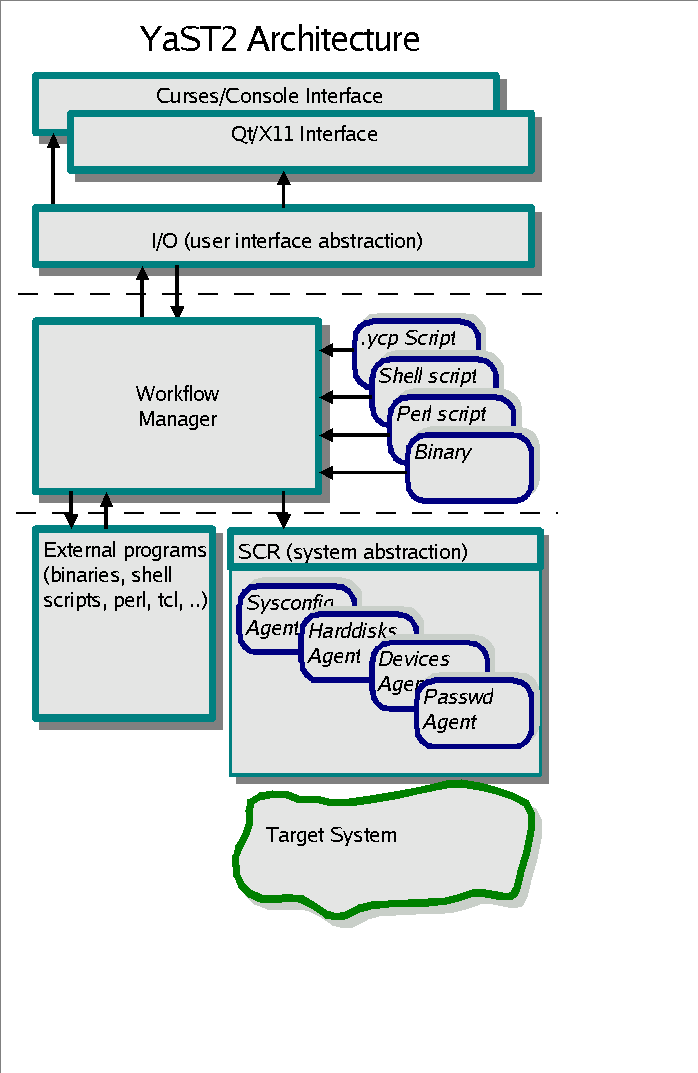 YaST2 Architecture
Curses/Console Interface
Qt/X11 Interface
I/O (user interface abstraction)
Workflow
Manager
.ycp Script
Shell script
Perl script
Binary
External programs
(binaries, shell
scripts, perl, tcl, ..)
SCR (system abstraction)
Sysconfig
Agent
Harddisks
Agent
Devices
Agent
Passwd
Agent
Target System